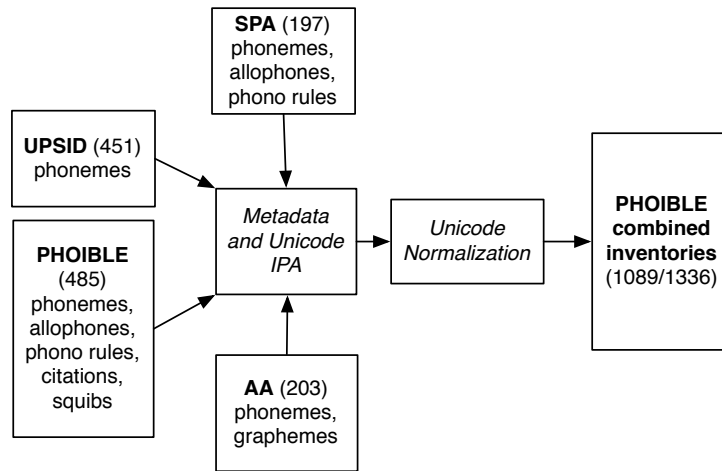 SPA (197)
phonemes,
allophones,
phono rules
UPSID (451)
phonemes
PHOIBLE
(485)
phonemes,
allophones,
phono rules,
citations,
squibs
Metadata
and Unicode
IPA
Unicode
Normalization
PHOIBLE
combined
inventories
(1089/1336)
AA (203)
phonemes,
graphemes